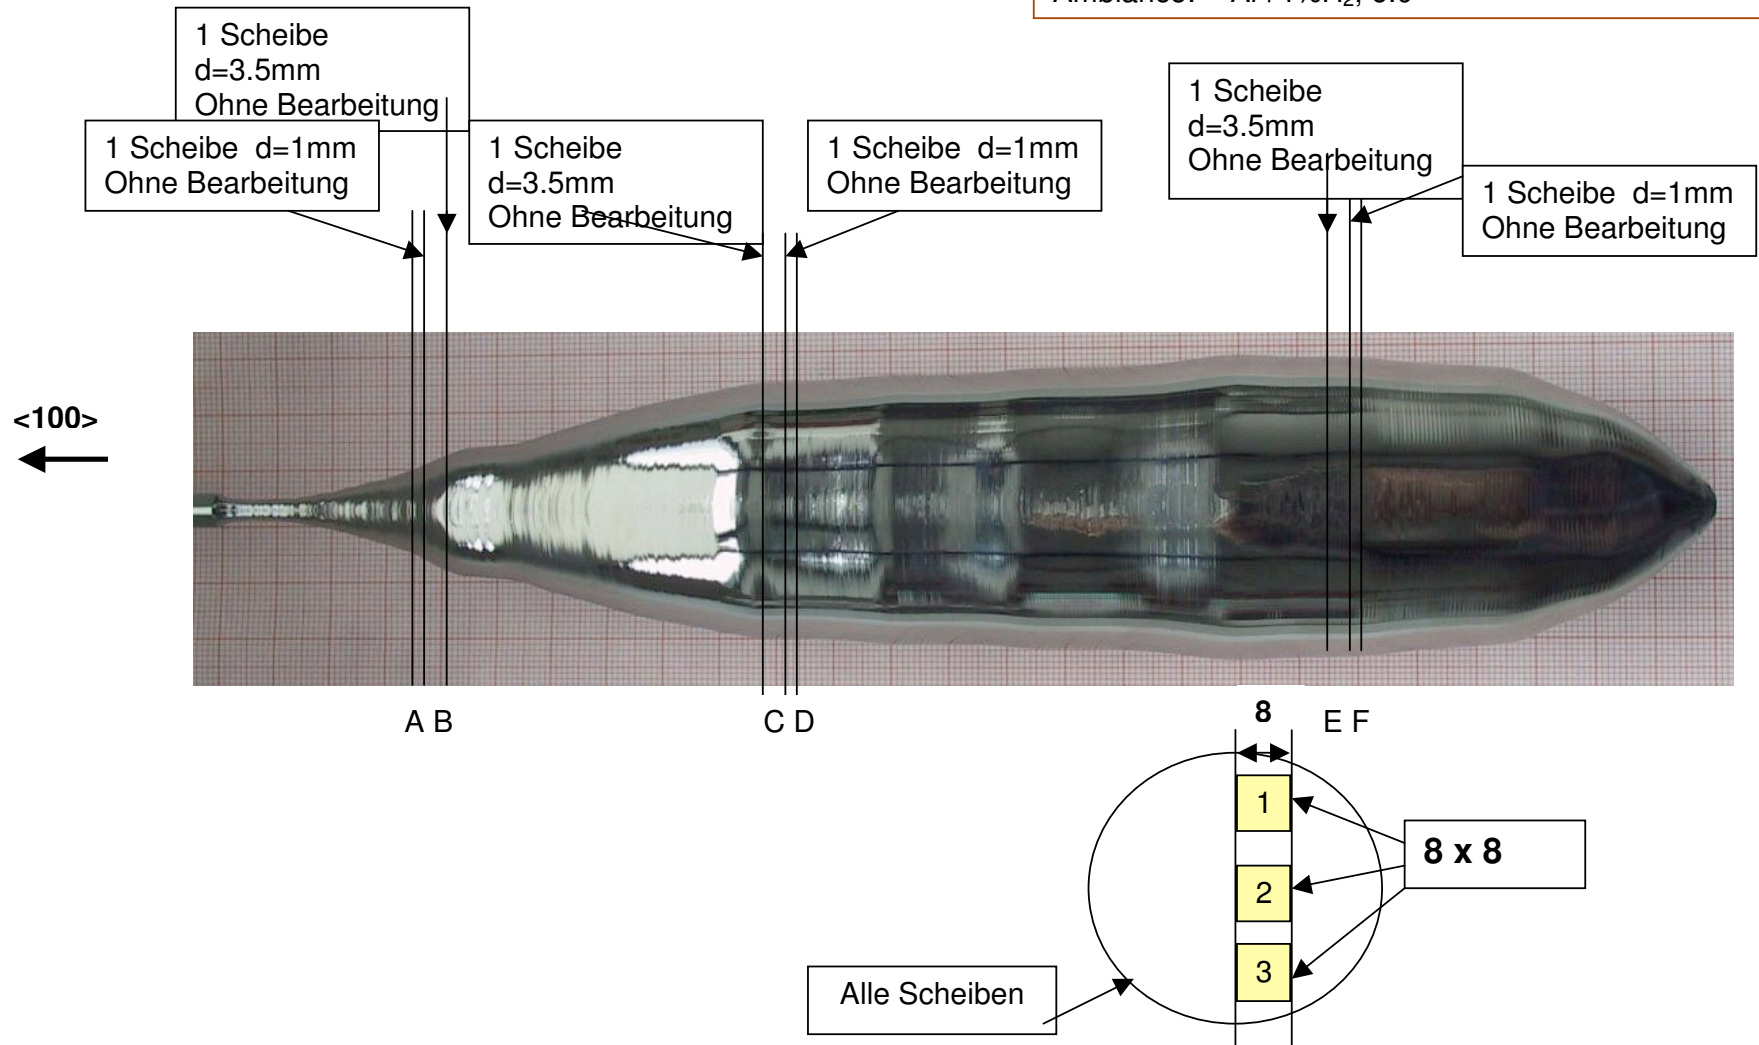 1 Scheibe
d=3.5mm
Ohne Bearbeitung
1 Scheibe d=1mm
Ohne Bearbeitung
1 Scheibe
d=3.5mm
Ohne Bearbeitung
1 Scheibe d=1mm
Ohne Bearbeitung
1 Scheibe
d=3.5mm
Ohne Bearbeitung
1 Scheibe d=1mm
Ohne Bearbeitung
<100>
A B
C D
E F
8
1
2
3
8 x 8
Alle Scheiben